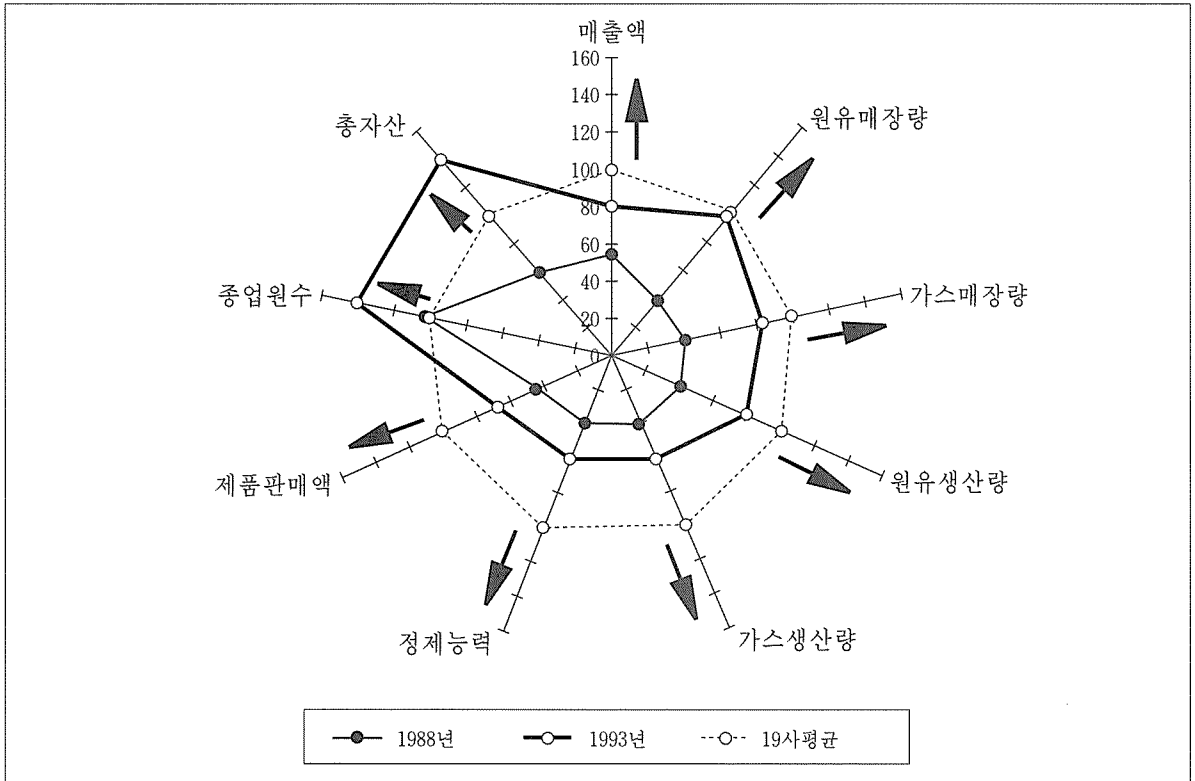 매출액
160
140
120
100
80
60
40
20
0
원유매장량
가스매장량
원유생산량
가스생산량
정제능력
제품판매액
종업원수
총자산
1988년 1993년 19사평균